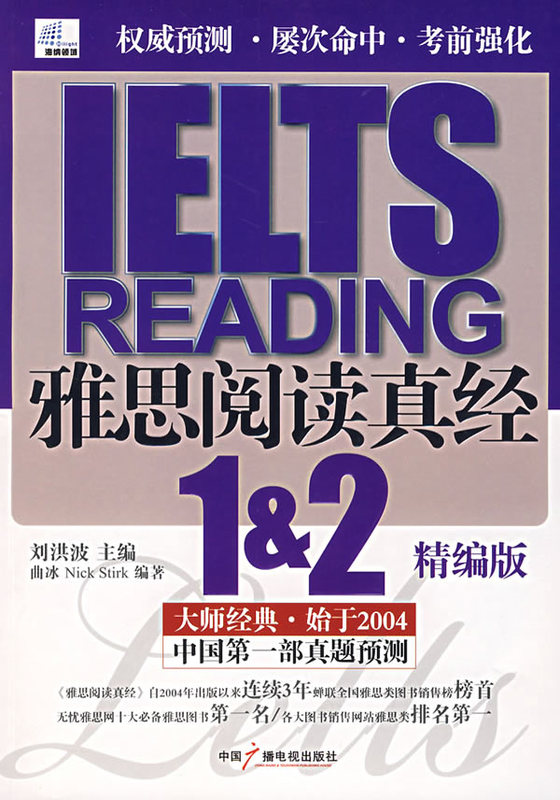 海纳领域
权威预测·屡次命中·考前强化
IELTS
READING
雅思阅读真经
1&2
精编版
刘洪波 主编
曲冰 Nick Stirk 编著
大师经典·始于2004
中国第一部真题预测
《雅思阅读真经》自2004年出版以来连续3年蝉联全国雅思类图书销售榜榜首
无忧雅思网十大必备雅思图书第一名/各大图书销售网站雅思类排名第一
Ielts
中国广播电视出版社